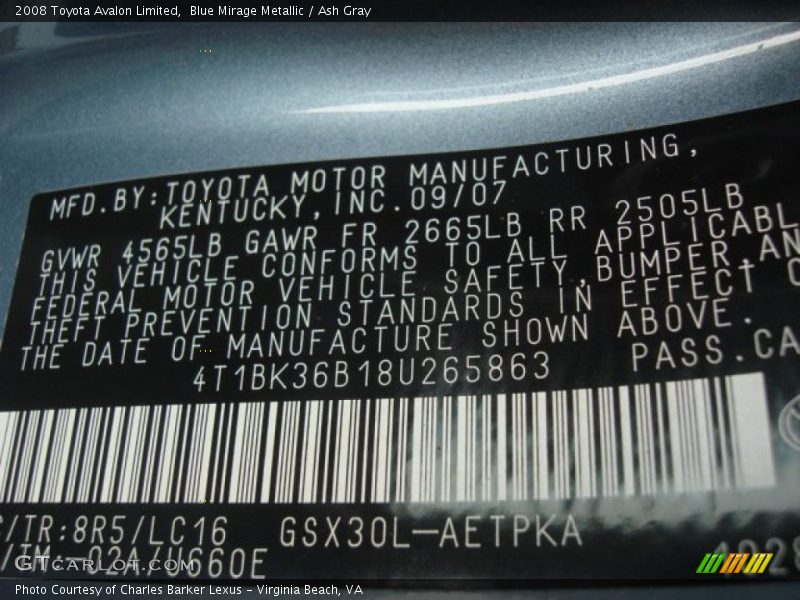 2008 Toyota Avalon Limited,  Blue Mirage Metallic / Ash Gray
MFD.BY:TOYOTA MOTOR MANUFACTURING,
KENTUCKY,INC.09/07
GVWR 4565LB GAWR FR 2665LB RR 2505LB
THIS VEHICLE CONFORMS TO ALL APPLICABL
FEDERAL MOTOR VEHICLE SAFETY,BUMPER,AN
THEFT PREVENTION STANDARDS IN EFFECT O
THE DATE OF MANUFACTURE SHOWN ABOVE.
4T1BK36B18U265863 PASS.CA
/TR:8R5/LC16 GSX30L-AETPKA
/TM:-02A/U660E
GTcarlot.com
Photo Courtesy of Charles Barker Lexus - Virginia Beach, VA